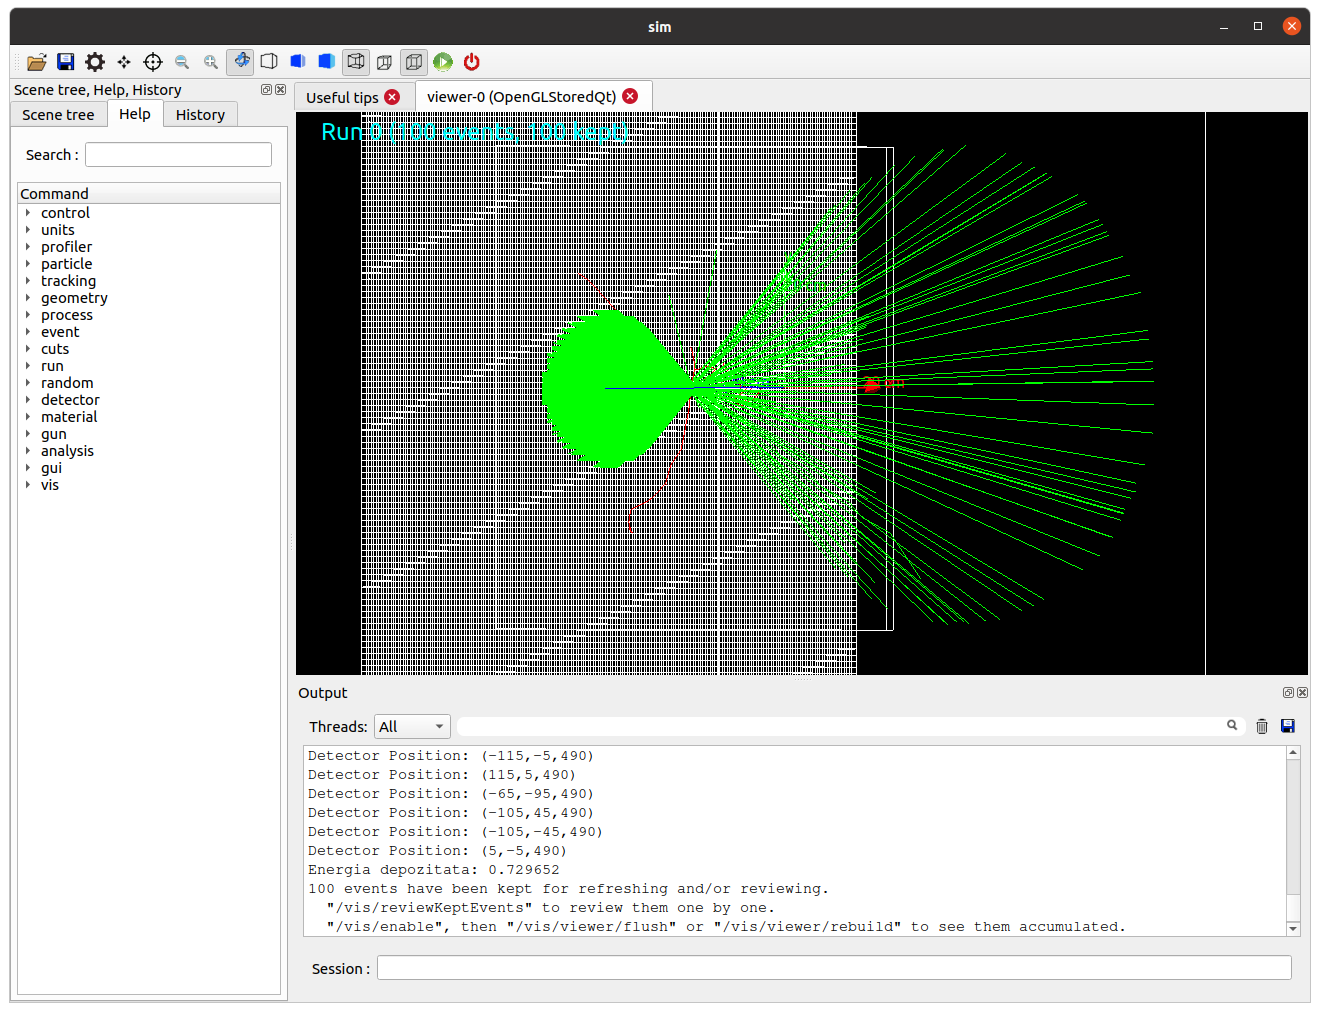 sim
Scene tree, Help, History
Scene tree
Help
History
Search :
Command
control
units
profiler
particle
tracking
geometry
process
event
cuts
run
random
detector
material
gun
analysis
gui
vis
Useful tips
viewer-0 (OpenGLStoredQt)
Run 0 (100 events, 100 kept)
Output
Threads:
All
Detector Position: (-115,-5,490)
Detector Position: (115,5,490)
Detector Position: (-65,-95,490)
Detector Position: (-105,45,490)
Detector Position: (-105,-45,490)
Detector Position: (5,-5,490)
Energia depozitata: 0.729652
100 events have been kept for refreshing and/or reviewing.
"/vis/reviewKeptEvents" to review them one by one.
"/vis/enable", then "/vis/viewer/flush" or "/vis/viewer/rebuild" to see them accumulated.
Session :